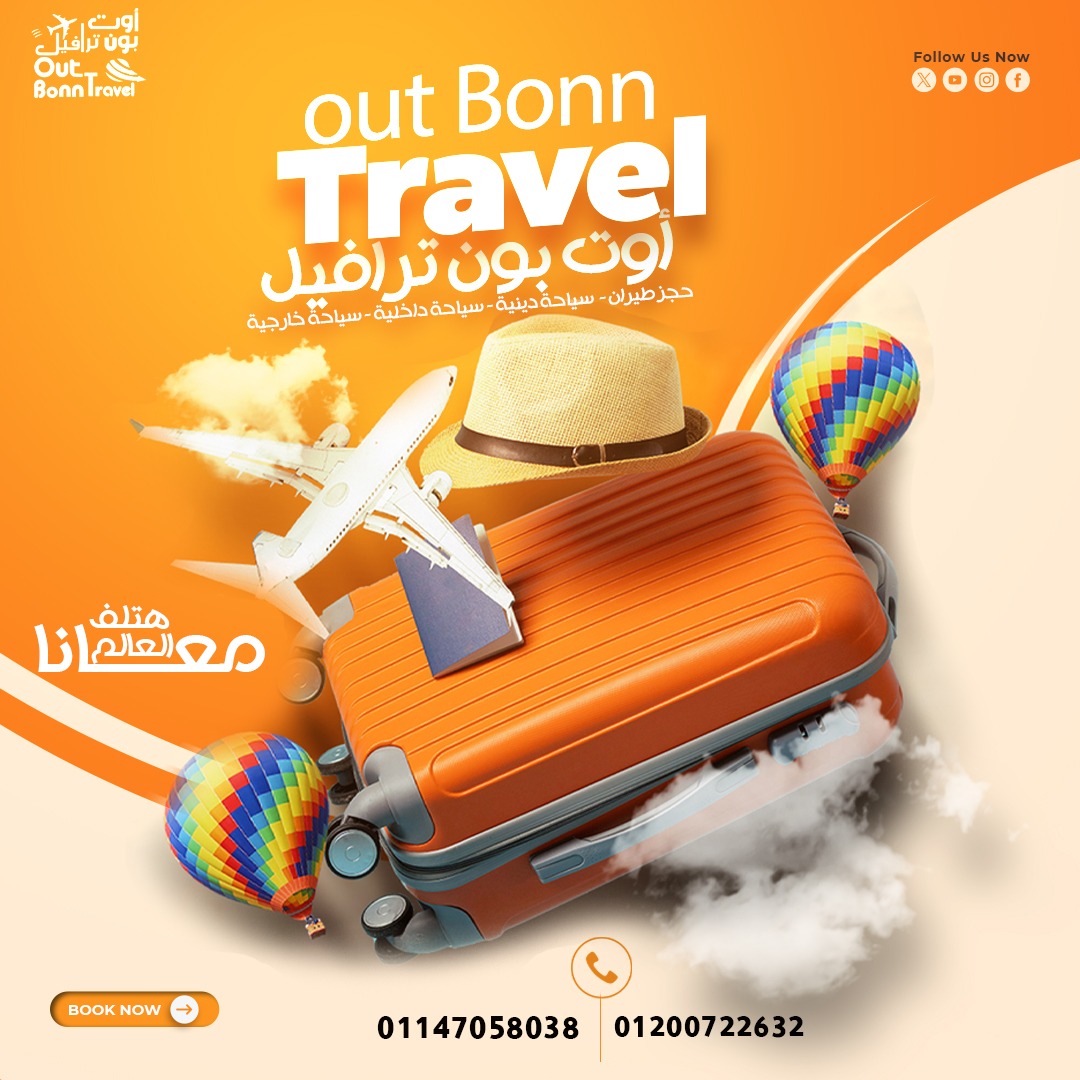 أوت
بون ترافيل
Out
Bonn Travel
Follow Us Now
out Bonn
Travel
أوت بون ترافيل
حجز طيران - سياحة دينية - سياحة داخلية - سياحة خارجية
هتلف
العالم
معانا
BOOK NOW
01147058038
01200722632